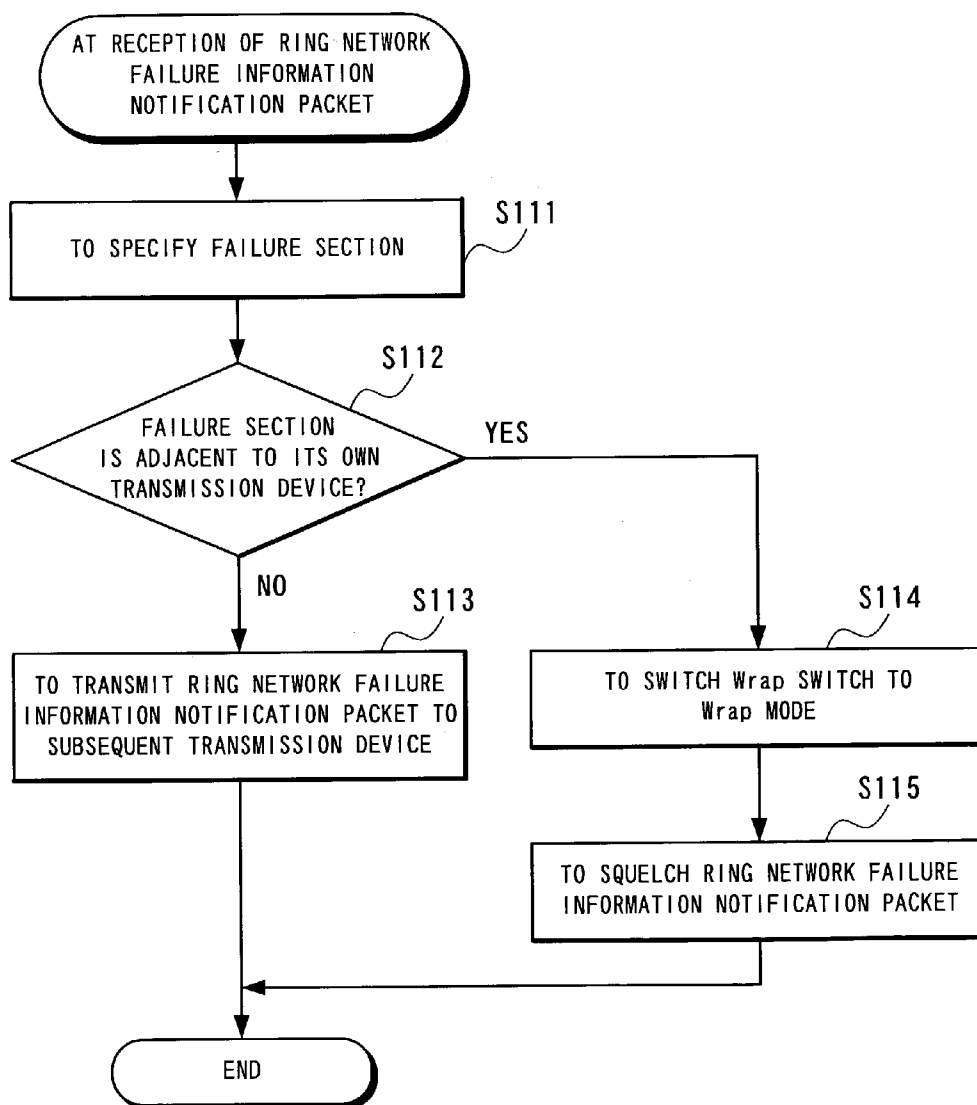 AT RECEPTION OF RING NETWORK
FAILURE INFORMATION
NOTIFICATION PACKET
S111
TO SPECIFY FAILURE SECTION
S112
FAILURE SECTION
IS ADJACENT TO ITS OWN
TRANSMISSION DEVICE?
YES
NO
S113
TO TRANSMIT RING NETWORK FAILURE
INFORMATION NOTIFICATION PACKET TO
SUBSEQUENT TRANSMISSION DEVICE
S114
TO SWITCH Wrap SWITCH TO
Wrap MODE
S115
TO SQUELCH RING NETWORK FAILURE
INFORMATION NOTIFICATION PACKET
END